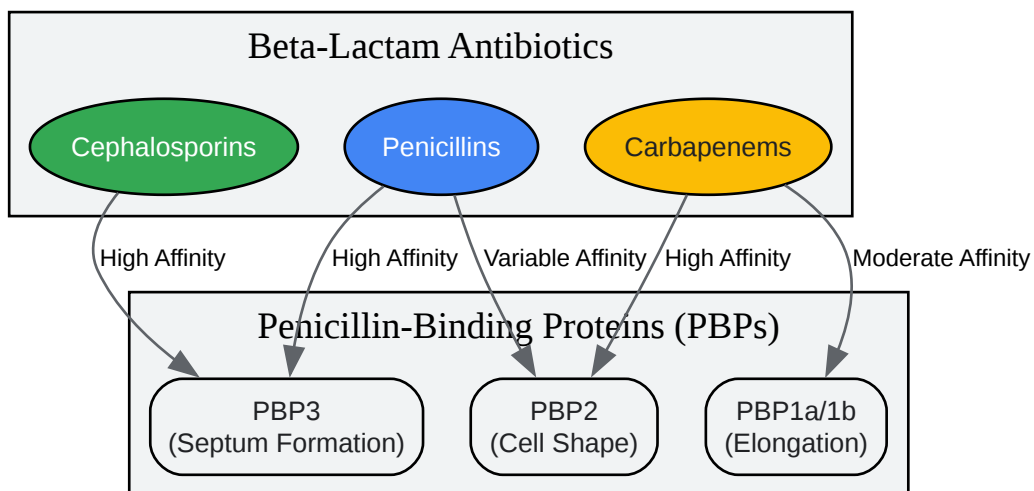 Beta-Lactam Antibiotics
Cephalosporins
Penicillins
Carbapenems
High Affinity
High Affinity
Variable Affinity
High Affinity
Moderate Affinity
Penicillin-Binding Proteins (PBPs)
PBP3
(Septum Formation)
PBP2
(Cell Shape)
PBP1a/1b
(Elongation)